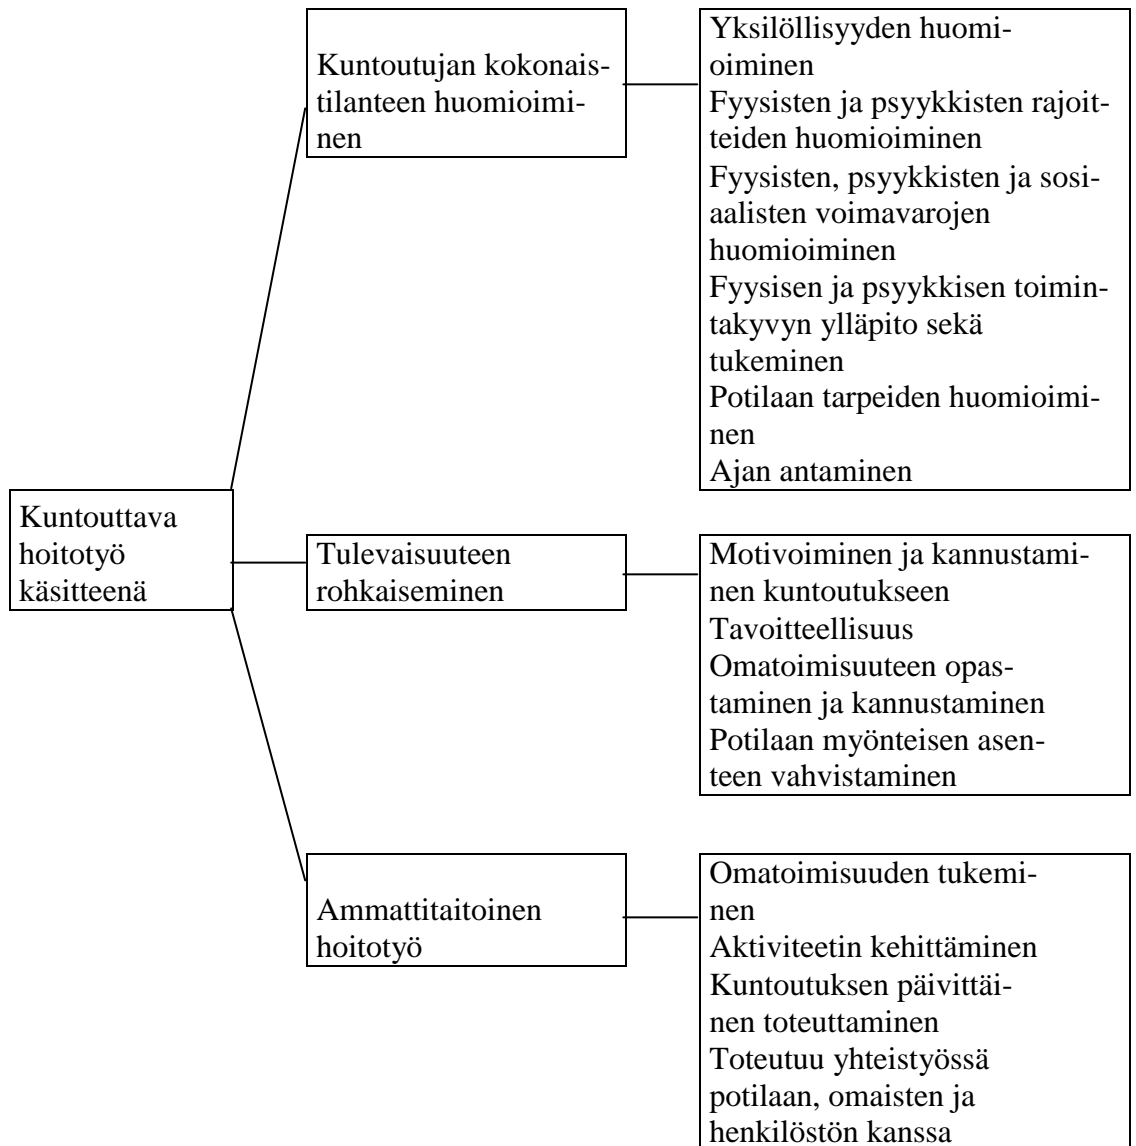 Kuntouttava
hoitotyö
käsitteenä
Kuntoutujan kokonais-
tilanteen huomioimi-
nen
Yksilöllisyyden huomi-
oiminen
Fyysisten ja psyykkisten rajoit-
teiden huomioiminen
Fyysisten, psyykkisten ja sosi-
aalisten voimavarojen
huomioiminen
Fyysisen ja psyykkisen toimin-
takyvyn ylläpito sekä
tukeminen
Potilaan tarpeiden huomioimi-
nen
Ajan antaminen
Tulevaisuuteen
rohkaiseminen
Motivoiminen ja kannustami-
nen kuntoutukseen
Tavoitteellisuus
Omatoimisuuteen opas-
taminen ja kannustaminen
Potilaan myönteisen asen-
teen vahvistaminen
Ammattitaitoinen
hoitotyö
Omatoimisuuden tukemi-
nen
Aktiviteetin kehittäminen
Kuntoutuksen päivittäi-
nen toteuttaminen
Toteutuu yhteistyössä
potilaan, omaisten ja
henkilöstön kanssa